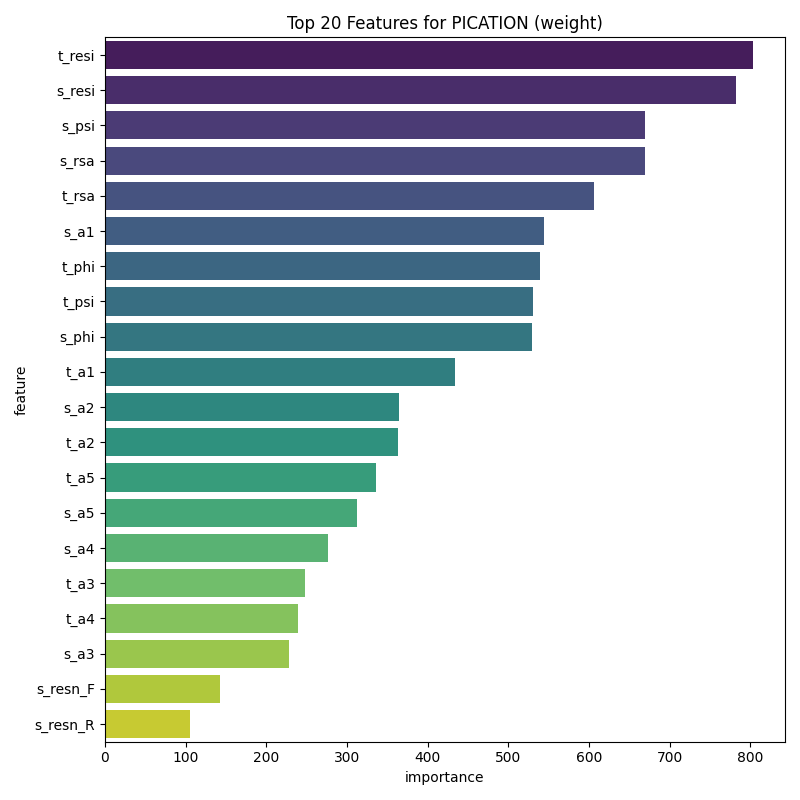 Top 20 Features for PICATION (weight)
feature
t_resi
s_resi
s_psi
s_rsa
t_rsa
s_a1
t_phi
t_psi
s_phi
t_a1
s_a2
t_a2
t_a5
s_a5
s_a4
t_a3
t_a4
s_a3
s_resn_F
s_resn_R
0 100 200 300 400 500 600 700 800
importance